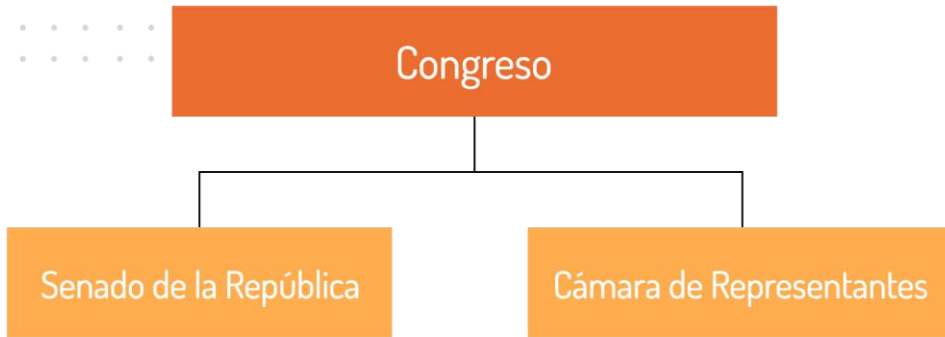 Congreso
Senado de la República
Cámara de Representantes